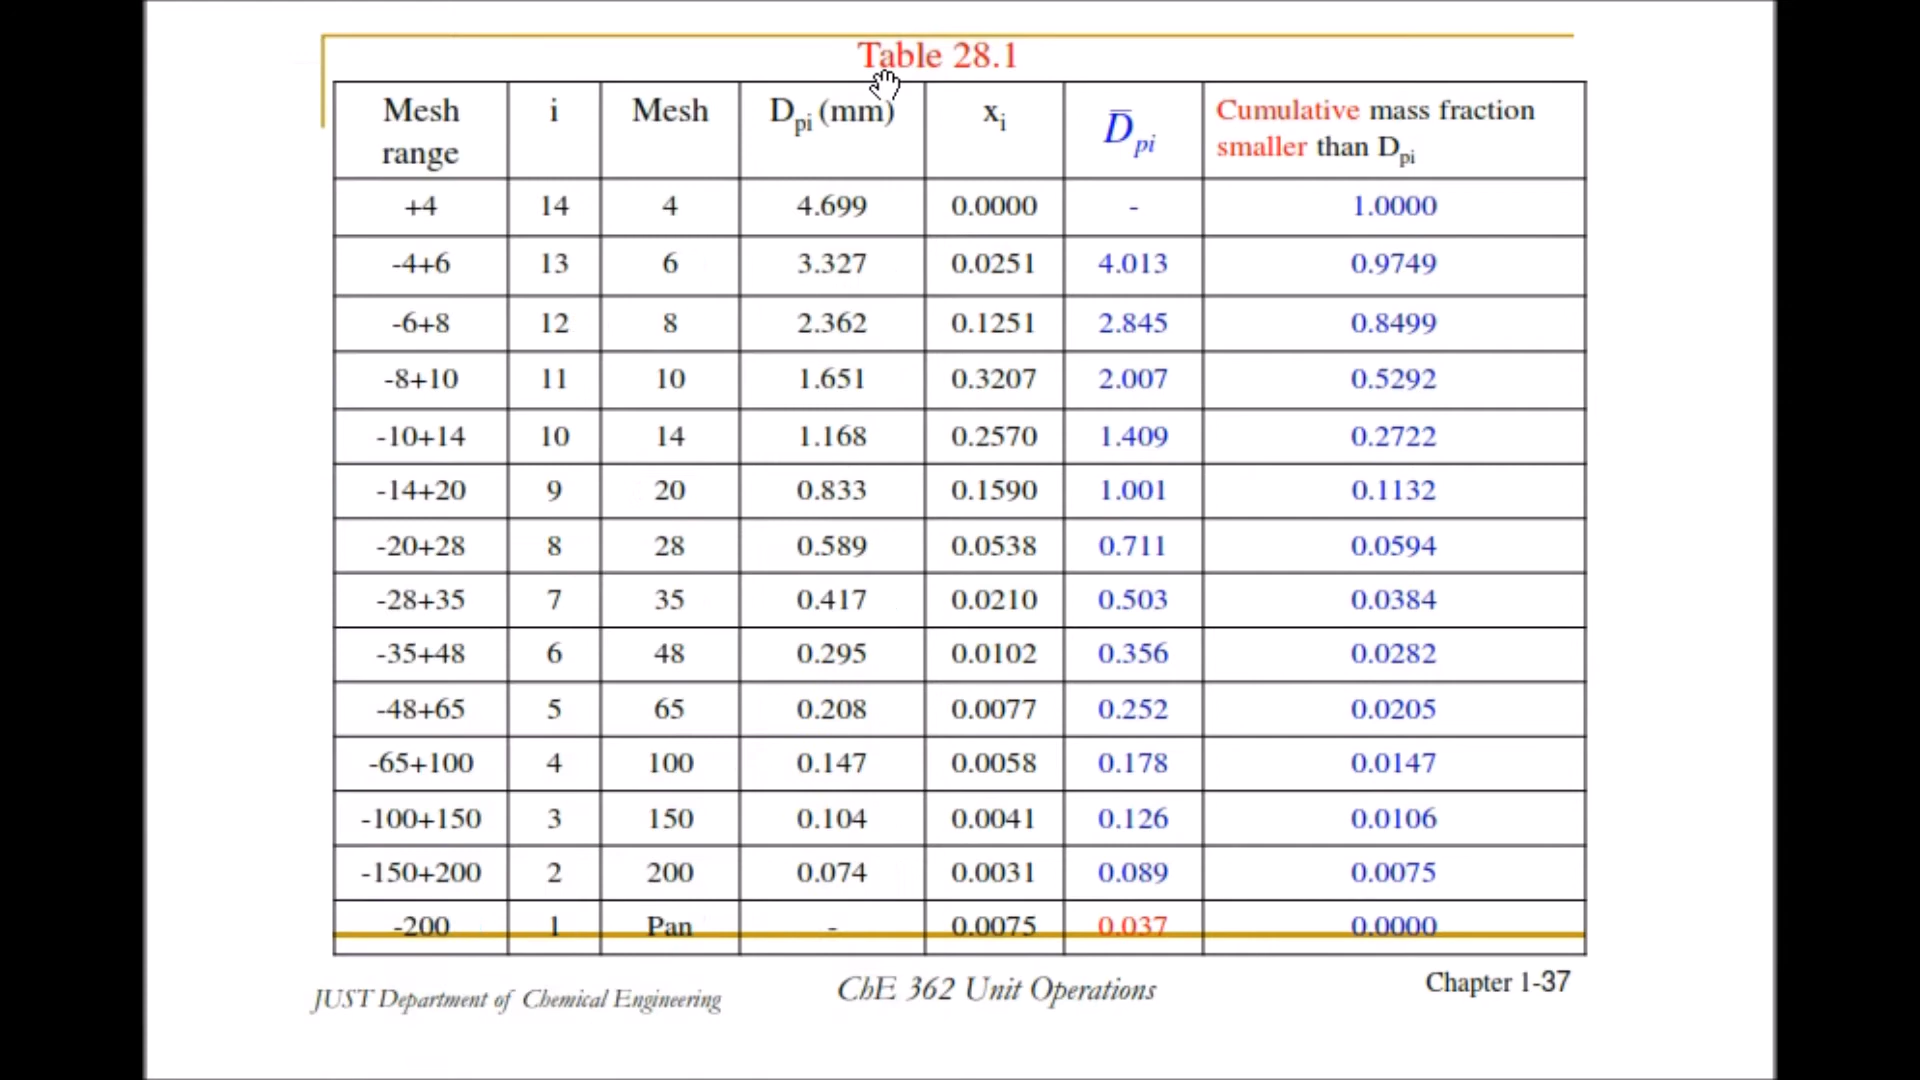 Table 28.1
Mesh range i Mesh D_pi (mm) x_i D̄_pi Cumulative mass fraction smaller than D_pi
+4 14 4 4.699 0.0000 - 1.0000
-4+6 13 6 3.327 0.0251 4.013 0.9749
-6+8 12 8 2.362 0.1251 2.845 0.8499
-8+10 11 10 1.651 0.3207 2.007 0.5292
-10+14 10 14 1.168 0.2570 1.409 0.2722
-14+20 9 20 0.833 0.1590 1.001 0.1132
-20+28 8 28 0.589 0.0538 0.711 0.0594
-28+35 7 35 0.417 0.0210 0.503 0.0384
-35+48 6 48 0.295 0.0102 0.356 0.0282
-48+65 5 65 0.208 0.0077 0.252 0.0205
-65+100 4 100 0.147 0.0058 0.178 0.0147
-100+150 3 150 0.104 0.0041 0.126 0.0106
-150+200 2 200 0.074 0.0031 0.089 0.0075
-200 1 Pan - 0.0075 0.037 0.0000
JUST Department of Chemical Engineering ChE 362 Unit Operations Chapter 1-37